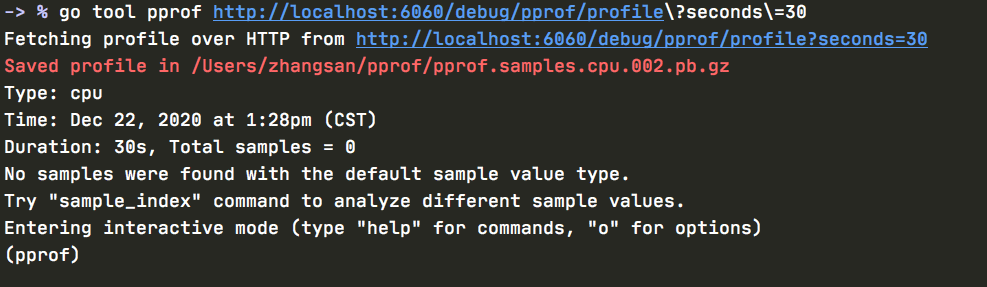 -> % go tool pprof http://localhost:6060/debug/pprof/profile\?seconds\=30
Fetching profile over HTTP from http://localhost:6060/debug/pprof/profile?seconds=30
Saved profile in /Users/zhangsan/pprof/pprof.samples.cpu.002.pb.gz
Type: cpu
Time: Dec 22, 2020 at 1:28pm (CST)
Duration: 30s, Total samples = 0
No samples were found with the default sample value type.
Try "sample_index" command to analyze different sample values.
Entering interactive mode (type "help" for commands, "o" for options)
(pprof)